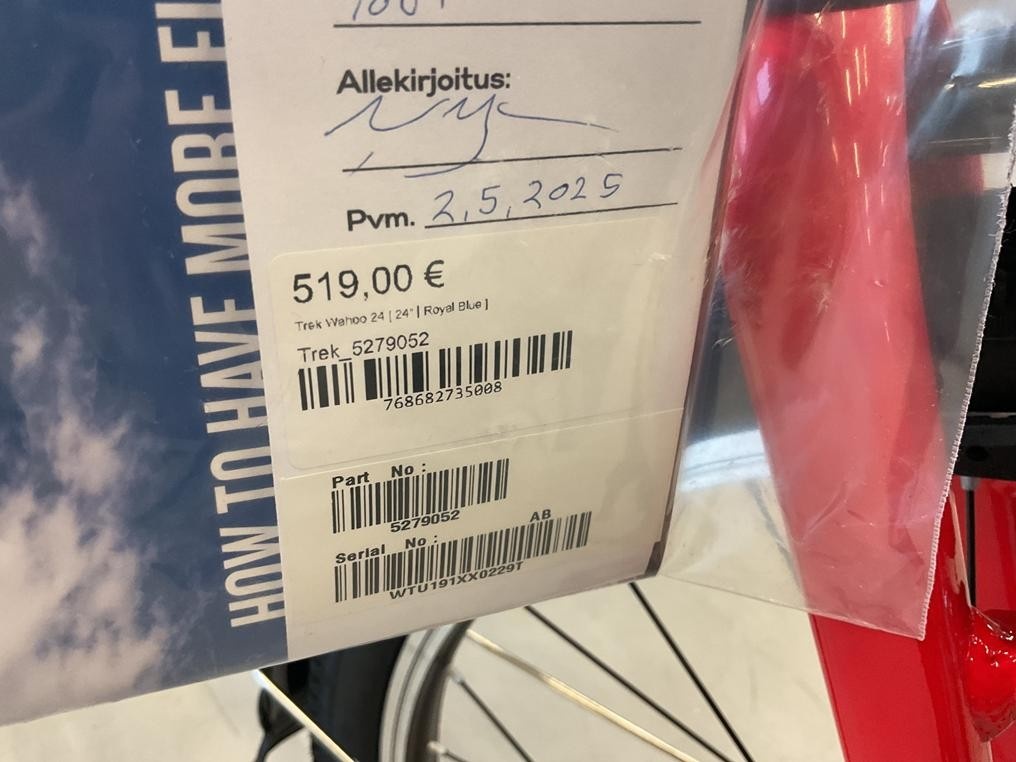 HOW TO HAVE MORE
Allekirjoitus:
Pvm. 2,5,2025
519,00 €
Trek Wahoo 24 [ 24" | Royal Blue ]
Trek_5279052
768682735008
Part No :
5279052
AB
Serial No :
WTU191XX0229T